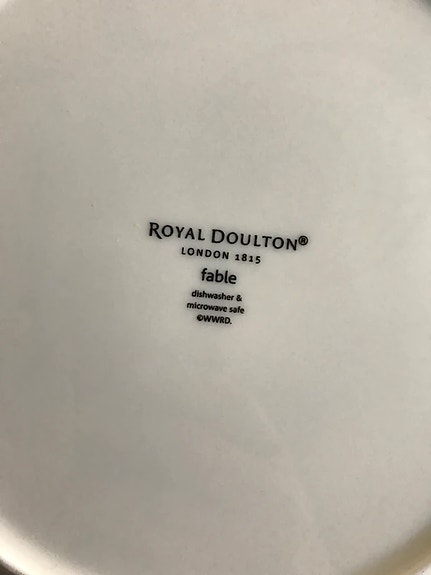 ROYAL DOULTON®
LONDON 1815
fable
dishwasher &
microwave safe
©WWRD.